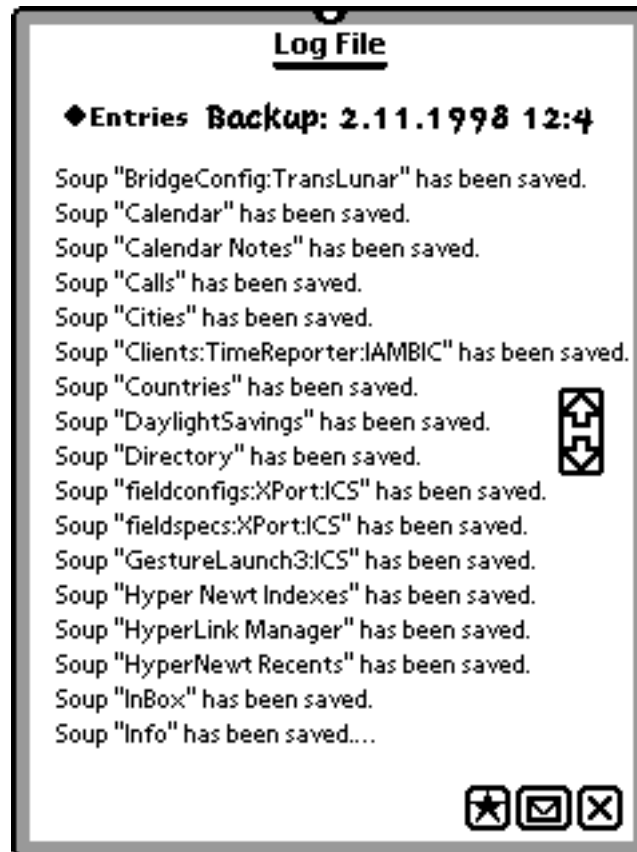 Log File
◆Entries Backup: 2.11.1998 12:4
Soup "BridgeConfig:TransLunar" has been saved.
Soup "Calendar" has been saved.
Soup "Calendar Notes" has been saved.
Soup "Calls" has been saved.
Soup "Cities" has been saved.
Soup "Clients:TimeReporter:IAMBIC" has been saved.
Soup "Countries" has been saved.
Soup "DaylightSavings" has been saved.
Soup "Directory" has been saved.
Soup "fieldconfigs:XPort:ICS" has been saved.
Soup "fieldspecs:XPort:ICS" has been saved.
Soup "GestureLaunch3:ICS" has been saved.
Soup "Hyper Newt Indexes" has been saved.
Soup "HyperLink Manager" has been saved.
Soup "HyperNewt Recents" has been saved.
Soup "InBox" has been saved.
Soup "Info" has been saved....